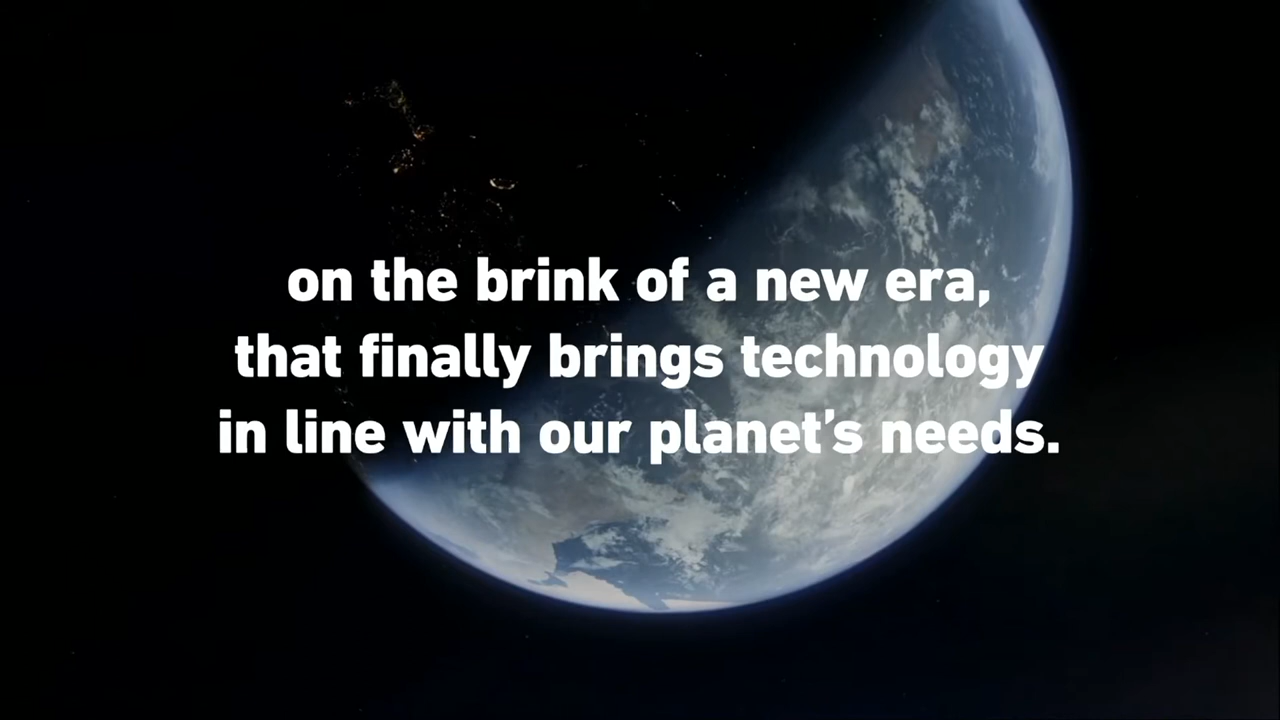 on the brink of a new era,
that finally brings technology
in line with our planet’s needs.